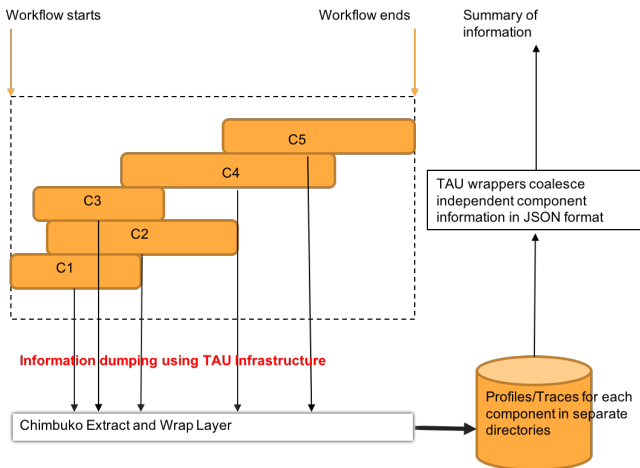 Workflow starts
Workflow ends
Summary of
information
C5
C4
C3
C2
C1
TAU wrappers coalesce
independent component
information in JSON format
Information dumping using TAU Infrastructure
Profiles/Traces for each
component in separate
directories
Chimbuko Extract and Wrap Layer